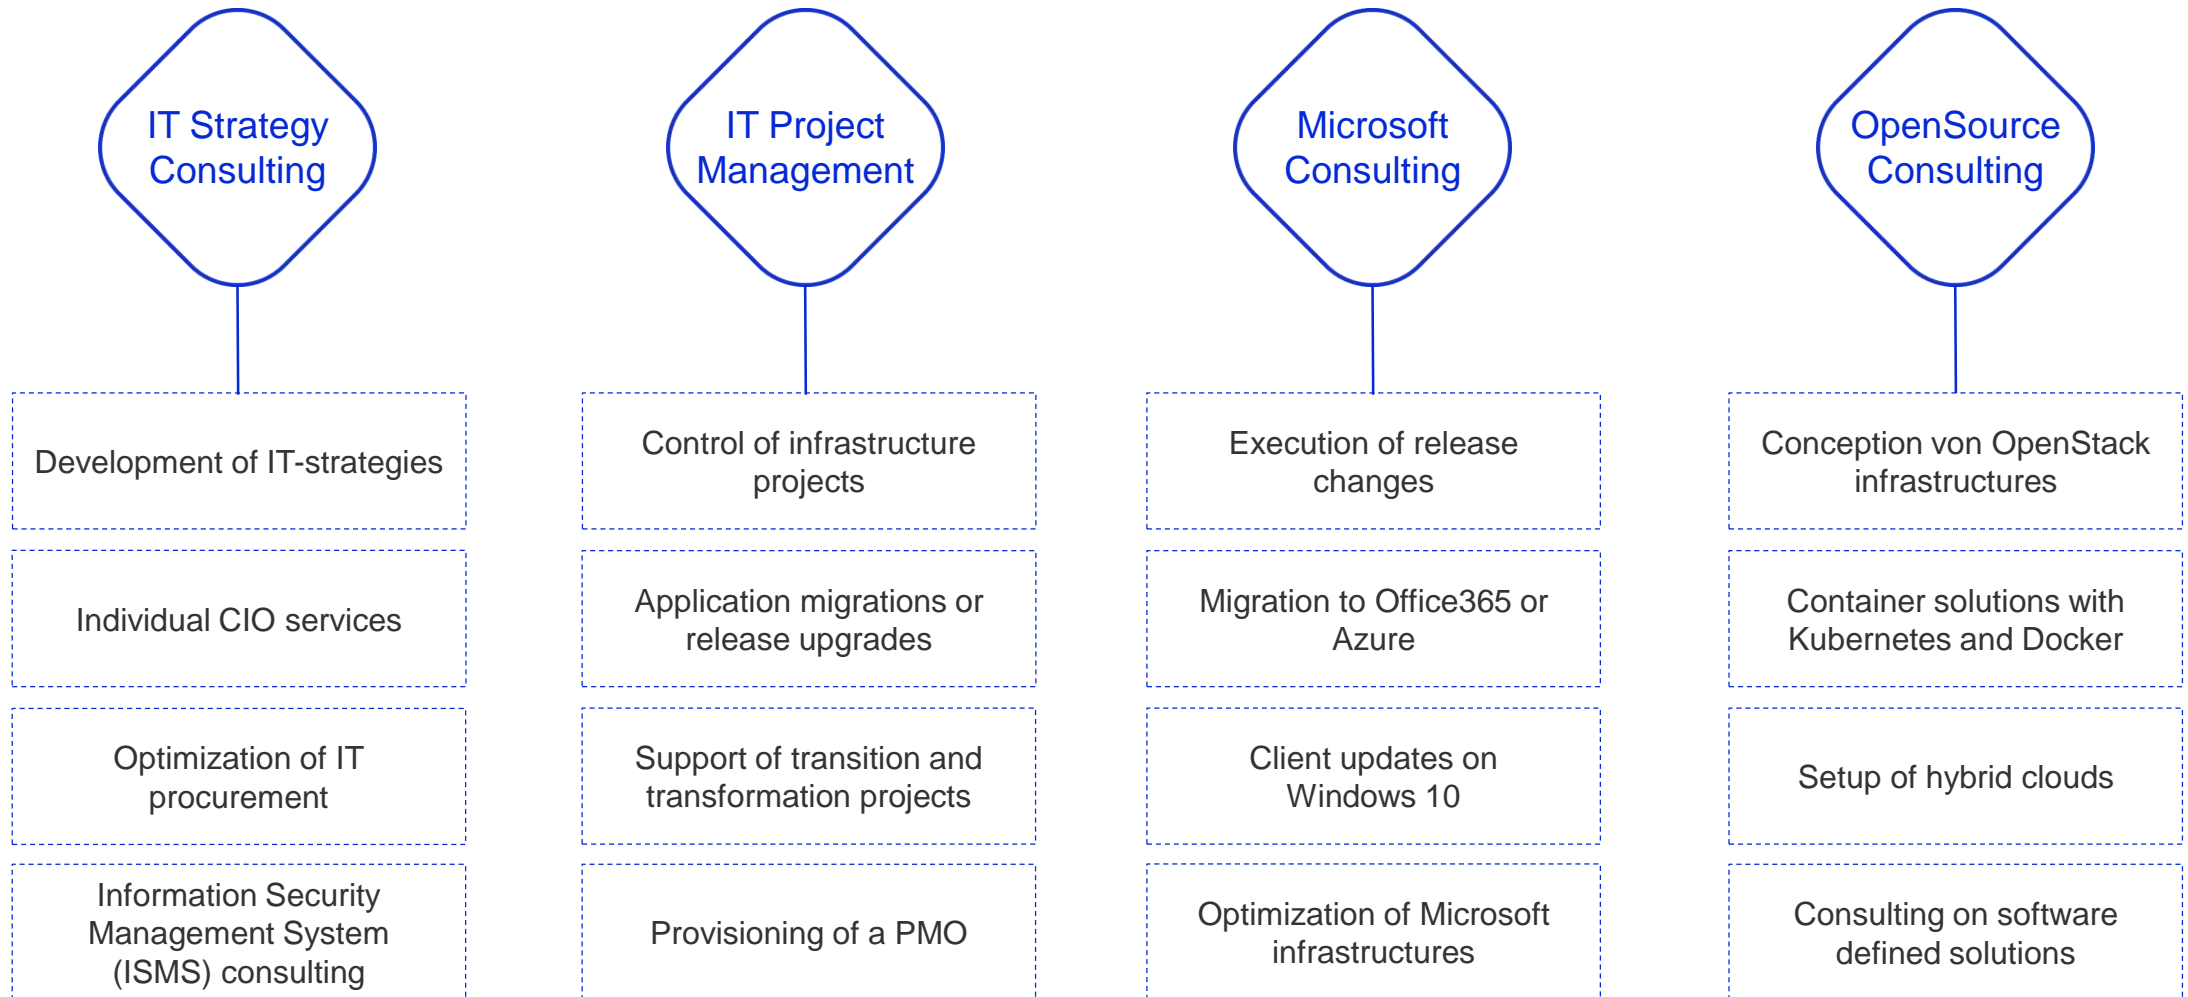 IT Strategy
Consulting
IT Project
Management
Microsoft
Consulting
OpenSource
Consulting
Development of IT-strategies
Control of infrastructure
projects
Execution of release
changes
Conception von OpenStack
infrastructures
Individual CIO services
Application migrations or
release upgrades
Migration to Office365 or
Azure
Container solutions with
Kubernetes and Docker
Optimization of IT
procurement
Support of transition and
transformation projects
Client updates on
Windows 10
Setup of hybrid clouds
Information Security
Management System
(ISMS) consulting
Provisioning of a PMO
Optimization of Microsoft
infrastructures
Consulting on software
defined solutions